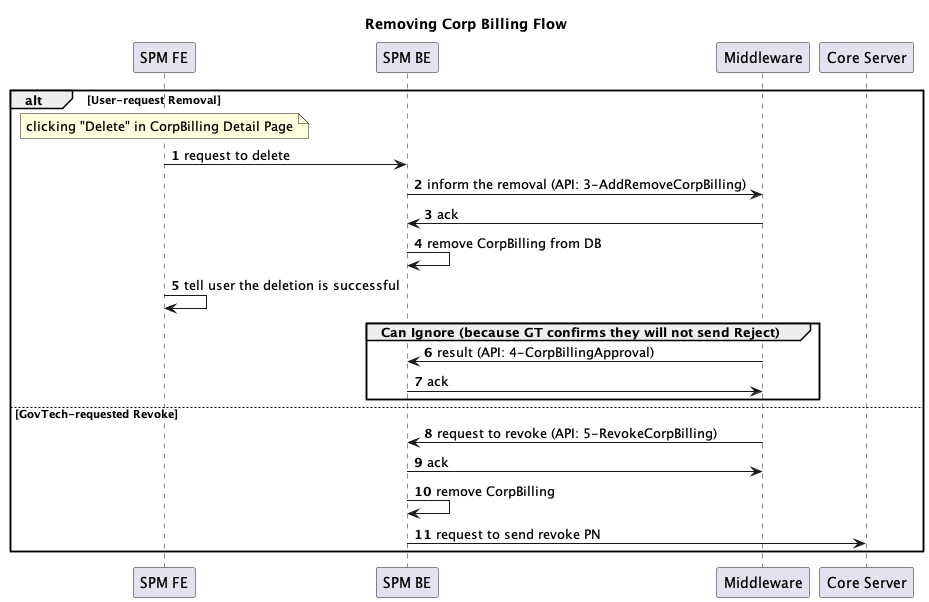 Removing Corp Billing Flow
SPM FE
SPM BE
Middleware
Core Server
alt
[User-request Removal]
clicking "Delete" in CorpBilling Detail Page
1 request to delete
2 inform the removal (API: 3-AddRemoveCorpBilling)
3 ack
4 remove CorpBilling from DB
5 tell user the deletion is successful
Can Ignore (because GT confirms they will not send Reject)
6 result (API: 4-CorpBillingApproval)
7 ack
[GovTech-requested Revoke]
8 request to revoke (API: 5-RevokeCorpBilling)
9 ack
10 remove CorpBilling
11 request to send revoke PN
SPM FE
SPM BE
Middleware
Core Server